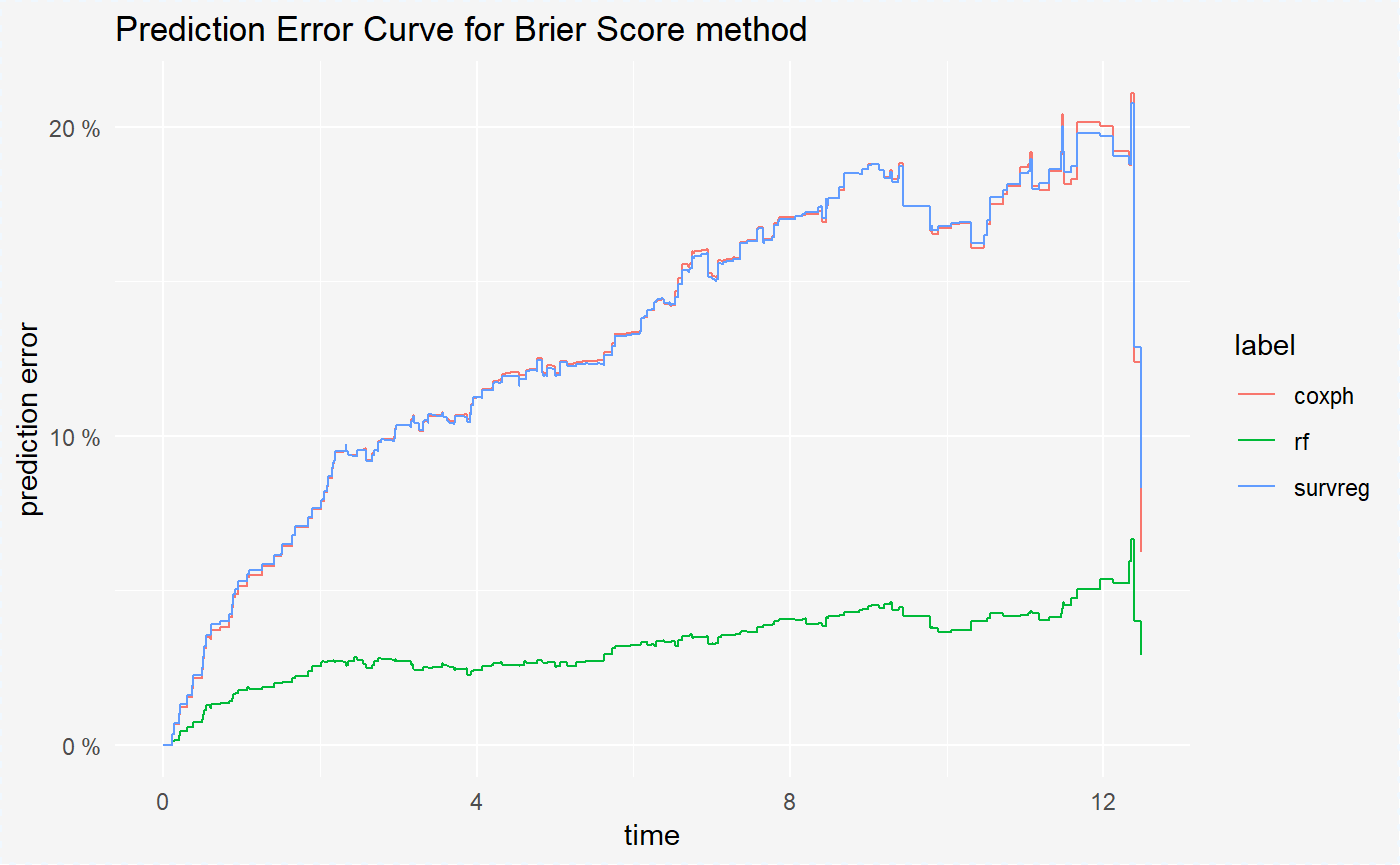 Prediction Error Curve for Brier Score method
20 %
10 %
0 %
prediction error
0
4
8
12
time
label
coxph
rf
survreg